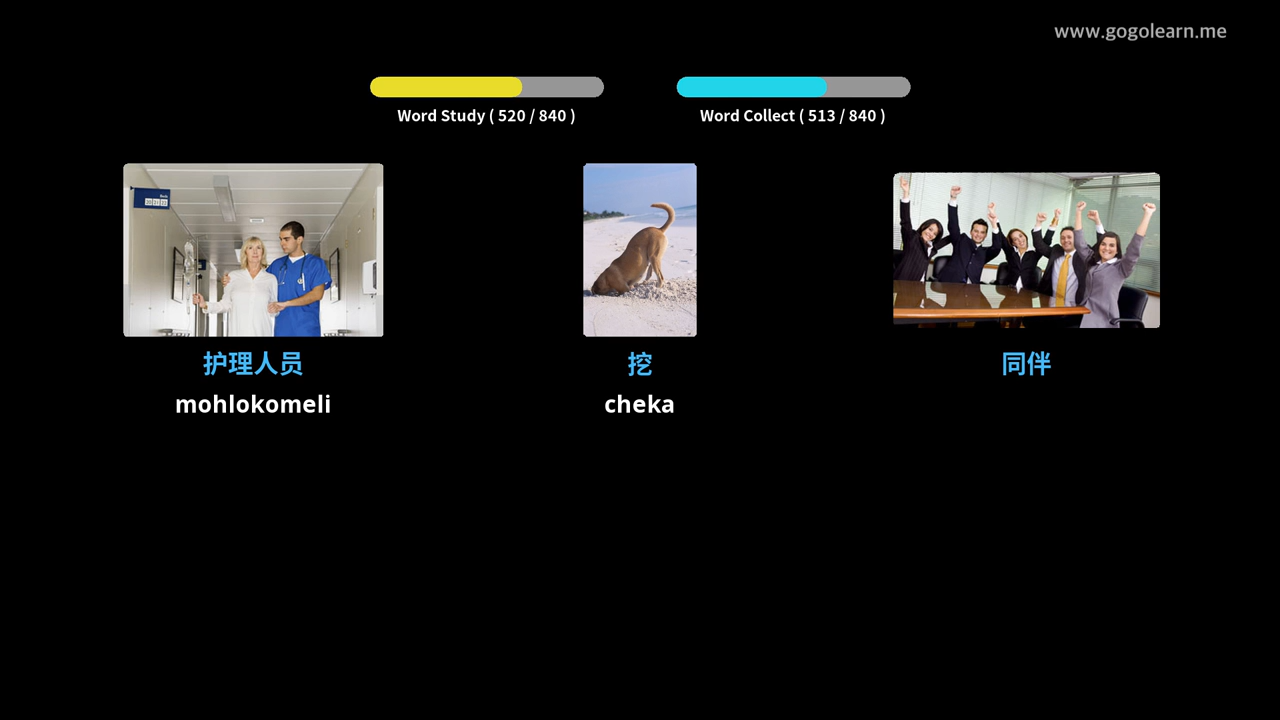 www.gogolearn.me
Word Study ( 520 / 840 )
Word Collect ( 513 / 840 )
护理人员
挖
同伴
mohlokomeli
cheka